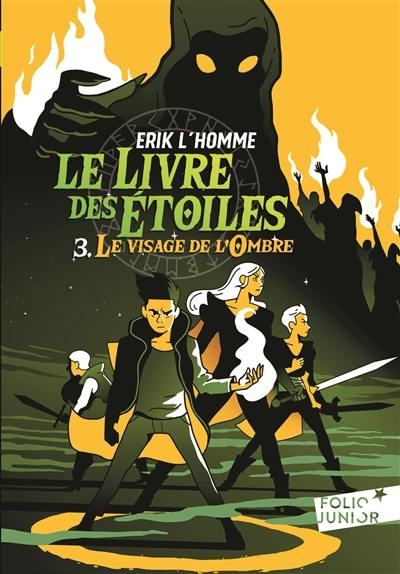 ERIK L'HOMME
LE LIVRE
DES ÉTOILES
3. LE VISAGE DE L'OMBRE
FOLIO
JUNIOR